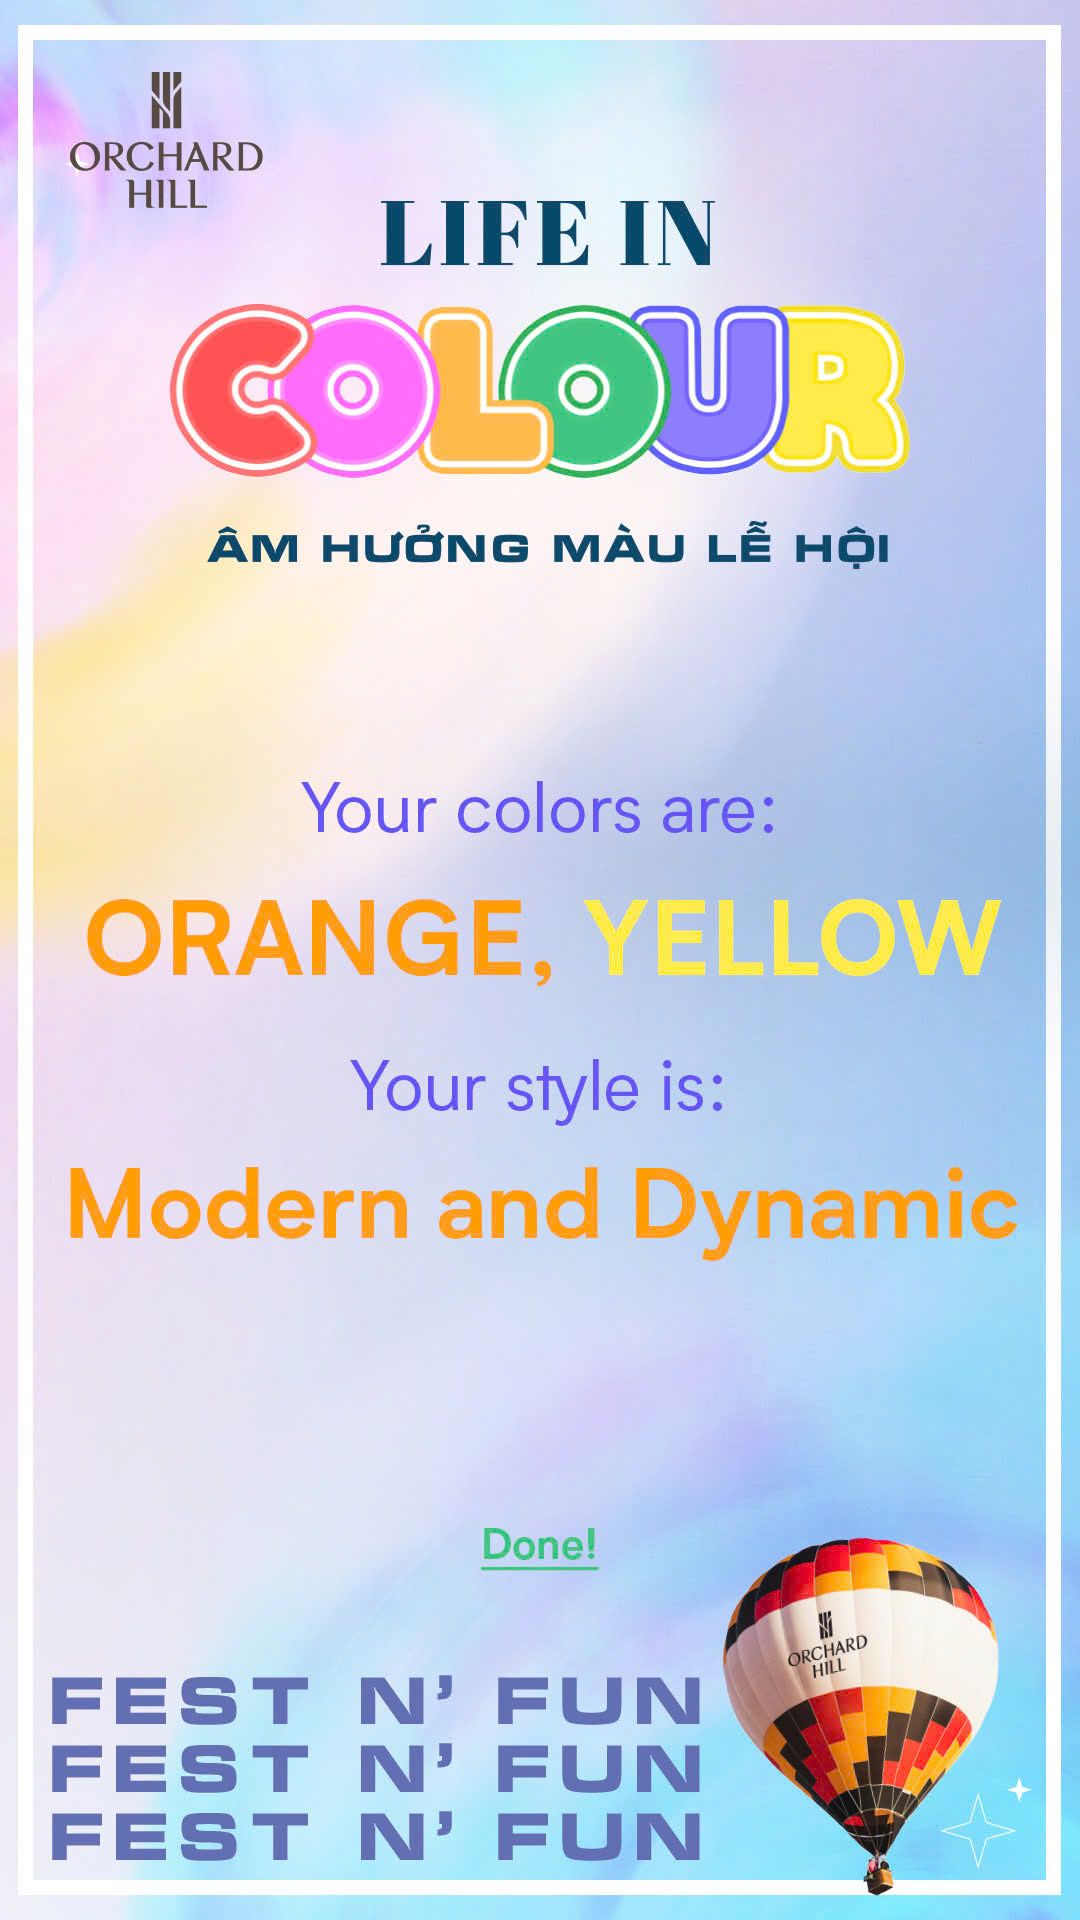 ORCHARD
HILL
LIFE IN
COLOUR
ÂM HƯỞNG MÀU LỄ HỘI
Your colors are:
ORANGE, YELLOW
Your style is:
Modern and Dynamic
Done!
ORCHARD
HILL
FEST N’ FUN
FEST N’ FUN
FEST N’ FUN